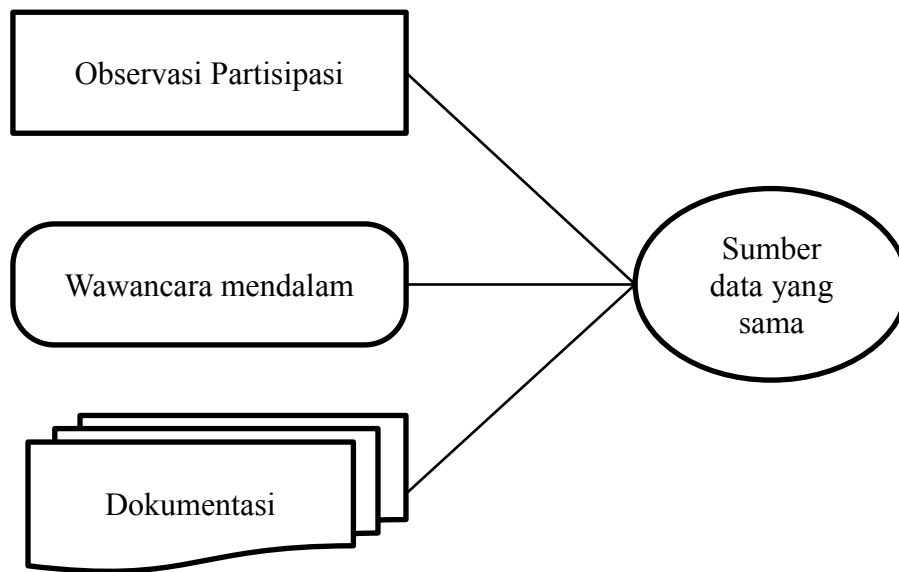 Observasi Partisipasi
Wawancara mendalam
Sumber
data yang
sama
Dokumentasi